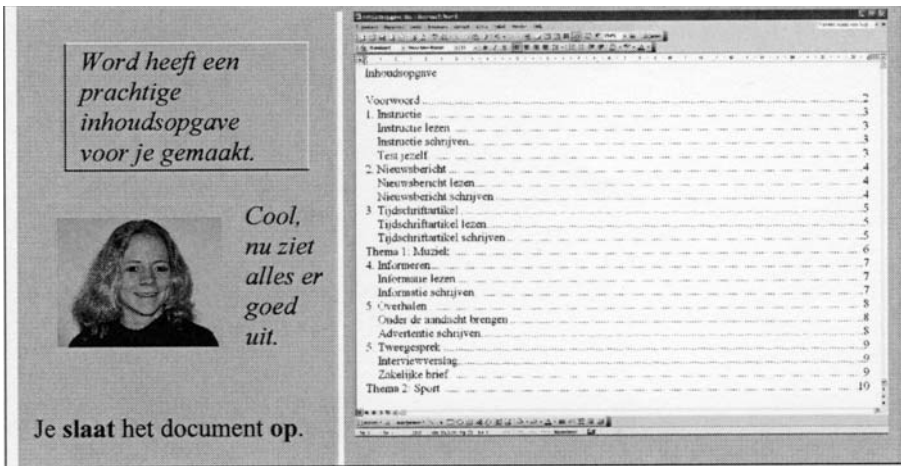 Word heeft een
prachtige
inhoudsopgave
voor je gemaakt.
Cool,
nu ziet
alles er
goed
uit.
Je slaat het document op.
Inhoudsopgave
Voorwoord 2
1. Instructie 3
Instructie lezen 3
Instructie schrijven 3
Test jezelf 3
2. Nieuwsbericht 4
Nieuwsbericht lezen 4
Nieuwsbericht schrijven 4
3 Tijdschriftartikel 5
Tijdschriftartikel lezen 5
Tijdschriftartikel schrijven 5
Thema 1: Muziek 6
4. Informeren 7
Informatie lezen 7
Informatie schrijven 7
5 Overhalen 8
Onder de aandacht brengen 8
Advertentie schrijven 8
5. Tweegesprek 9
Interviewverslag 9
Zakelijke brief 9
Thema 2: Sport 10